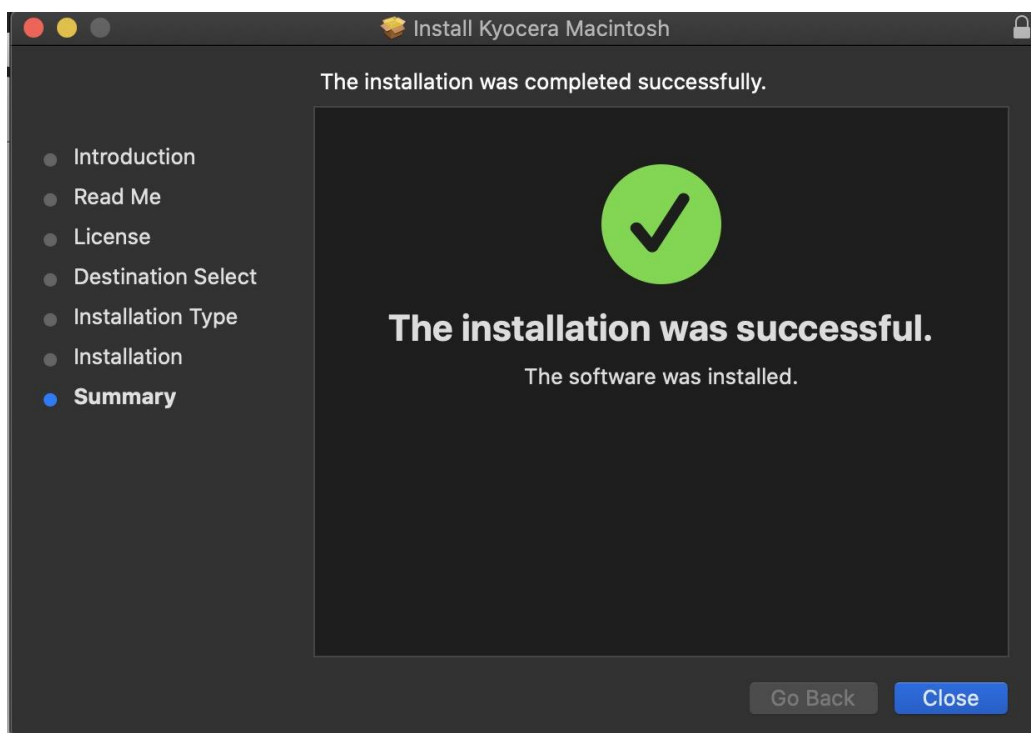 Install Kyocera Macintosh
The installation was completed successfully.
Introduction
Read Me
License
Destination Select
Installation Type
Installation
Summary
The installation was successful.
The software was installed.
Go Back
Close